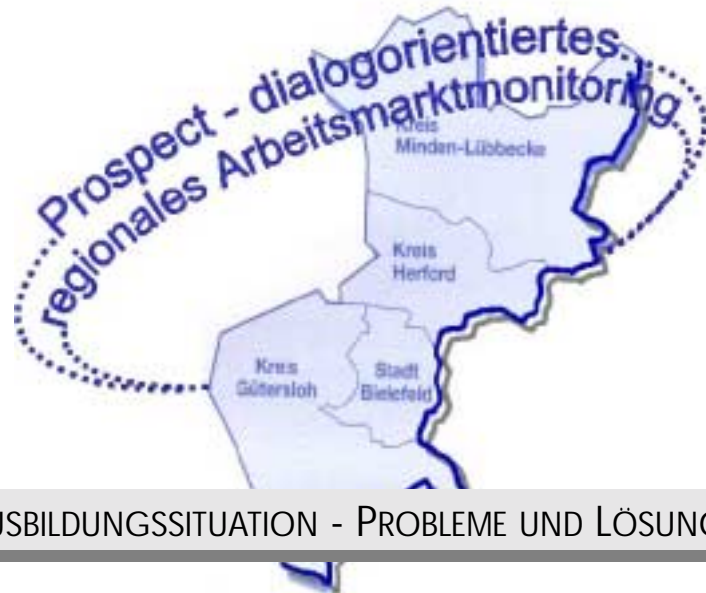 Prospect - dialogorientiertes
regionales Arbeitsmarktmonitoring
Kreis
Minden-Lübbecke
Kreis
Herford
Kreis
Gütersloh
Stadt
Bielefeld
USBILDUNGSSITUATION - PROBLEME UND LÖSUNG